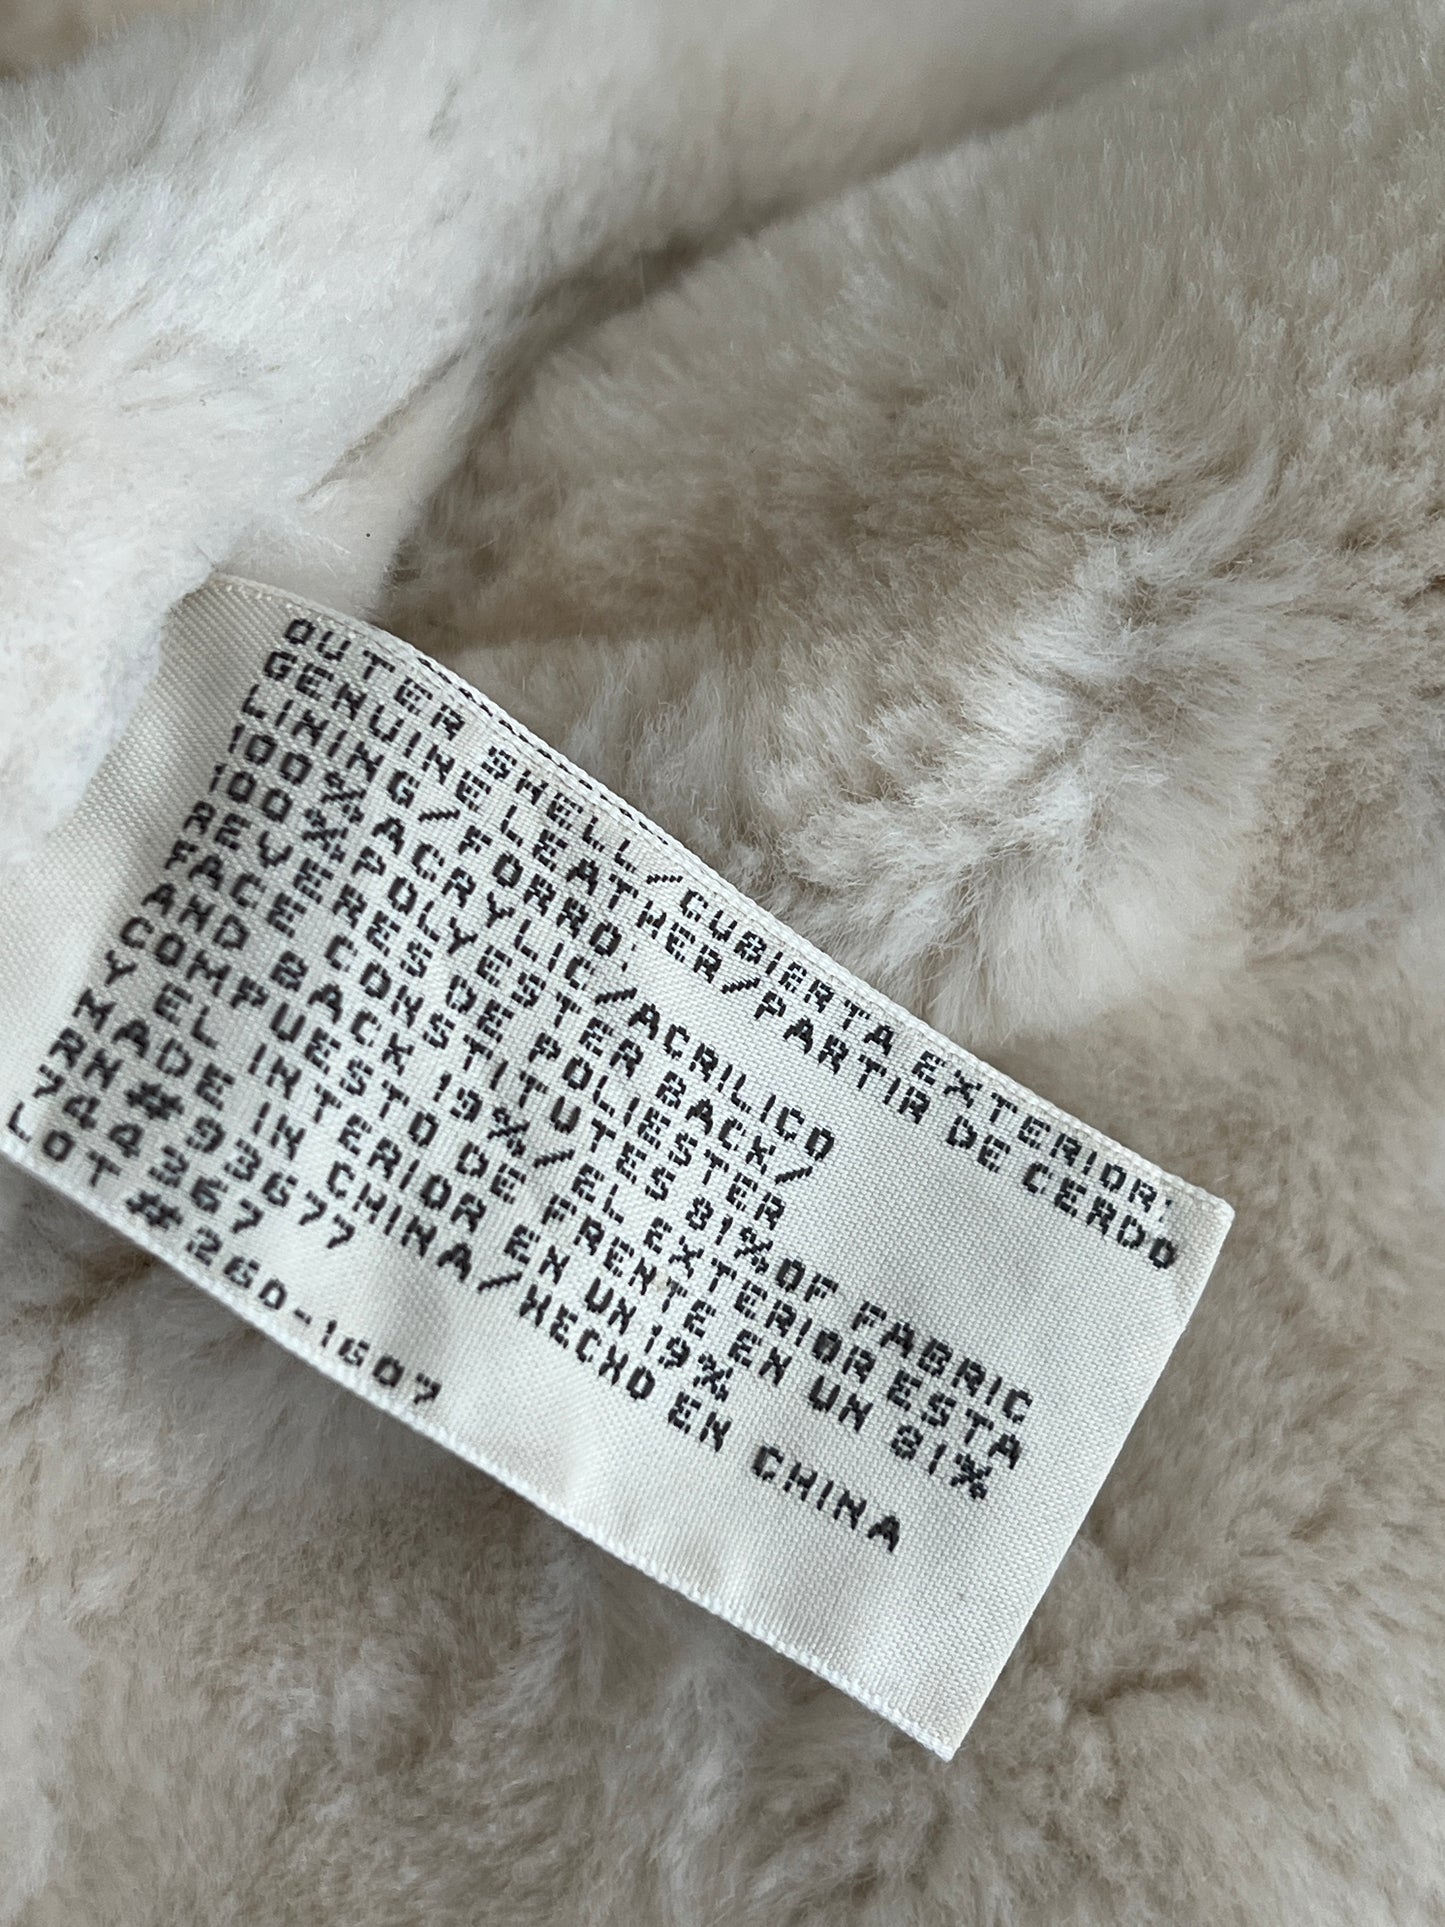 OUTER SHELL/CUBIERTA EXTERIOR:
GENUINE LEATHER/PARTIR DE CERDO
LINING/FORRO:
100% ACRYLIC/ACRILICO
100% POLYESTER BACK/
REVERES DE POLIESTER
FACE CONSTITUTES 81% OF FABRIC
AND BACK 19%/EL EXTERIOR ESTA
COMPUESTO DE FRENTE EN UN 81%
Y EL INTERIOR EN UN 19%
MADE IN CHINA/HECHO EN CHINA
RN#93677
744367
LOT#260-1607